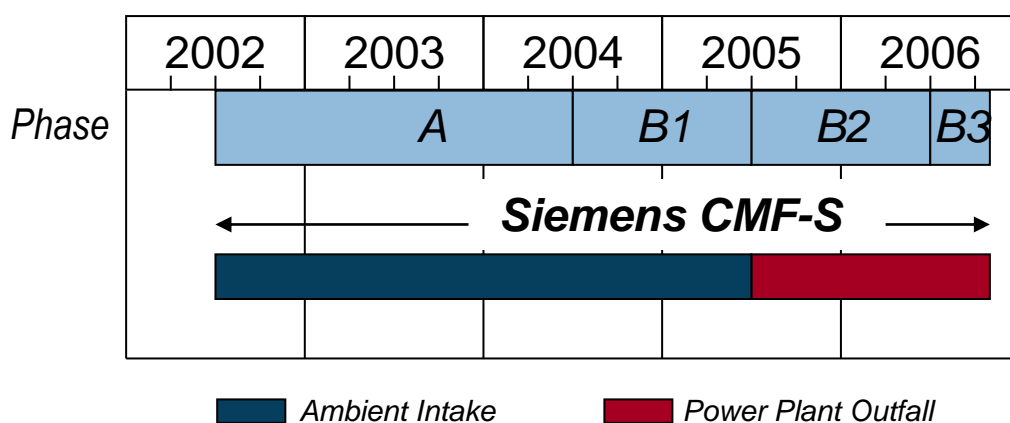 2002 2003 2004 2005 2006
Phase A B1 B2 B3
Siemens CMF-S
Ambient Intake Power Plant Outfall